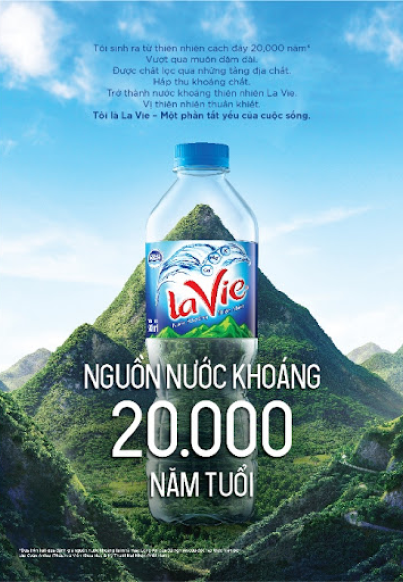 Tôi sinh ra từ thiên nhiên cách đây 20,000 năm*
Vượt qua muôn dặm dài.
Được chắt lọc qua những tầng địa chất.
Hấp thu khoáng chất.
Trở thành nước khoáng thiên nhiên La Vie.
Vị thiên nhiên thuần khiết.
Tôi là La Vie – Một phần tất yếu của cuộc sống.
La Vie
NGUỒN NƯỚC KHOÁNG
20.000
NĂM TUỔI